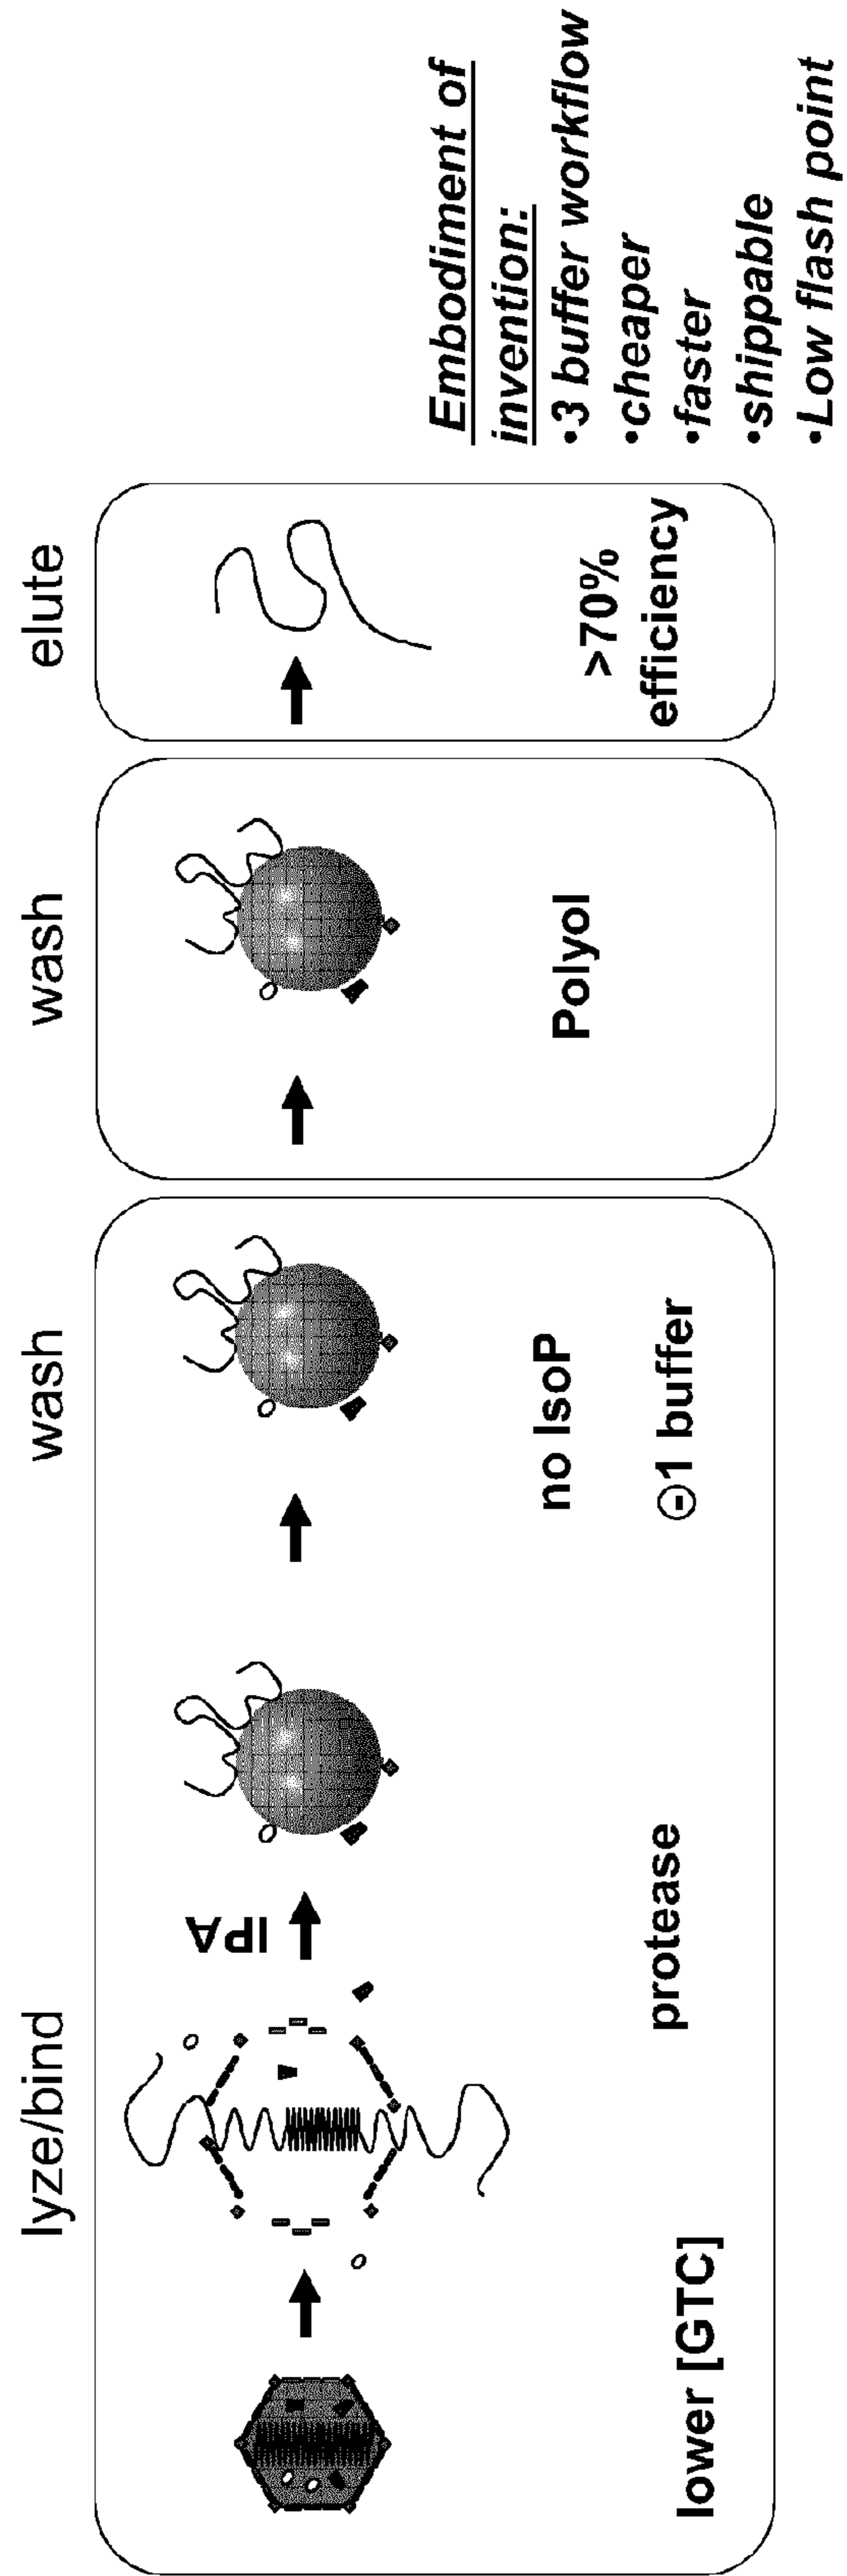 lyze/bind
wash
wash
elute
IPA
lower [GTC]
protease
no IsoP
⊖1 buffer
Polyol
>70%
efficiency
Embodiment of
invention:
•3 buffer workflow
•cheaper
•faster
•shippable
•Low flash point